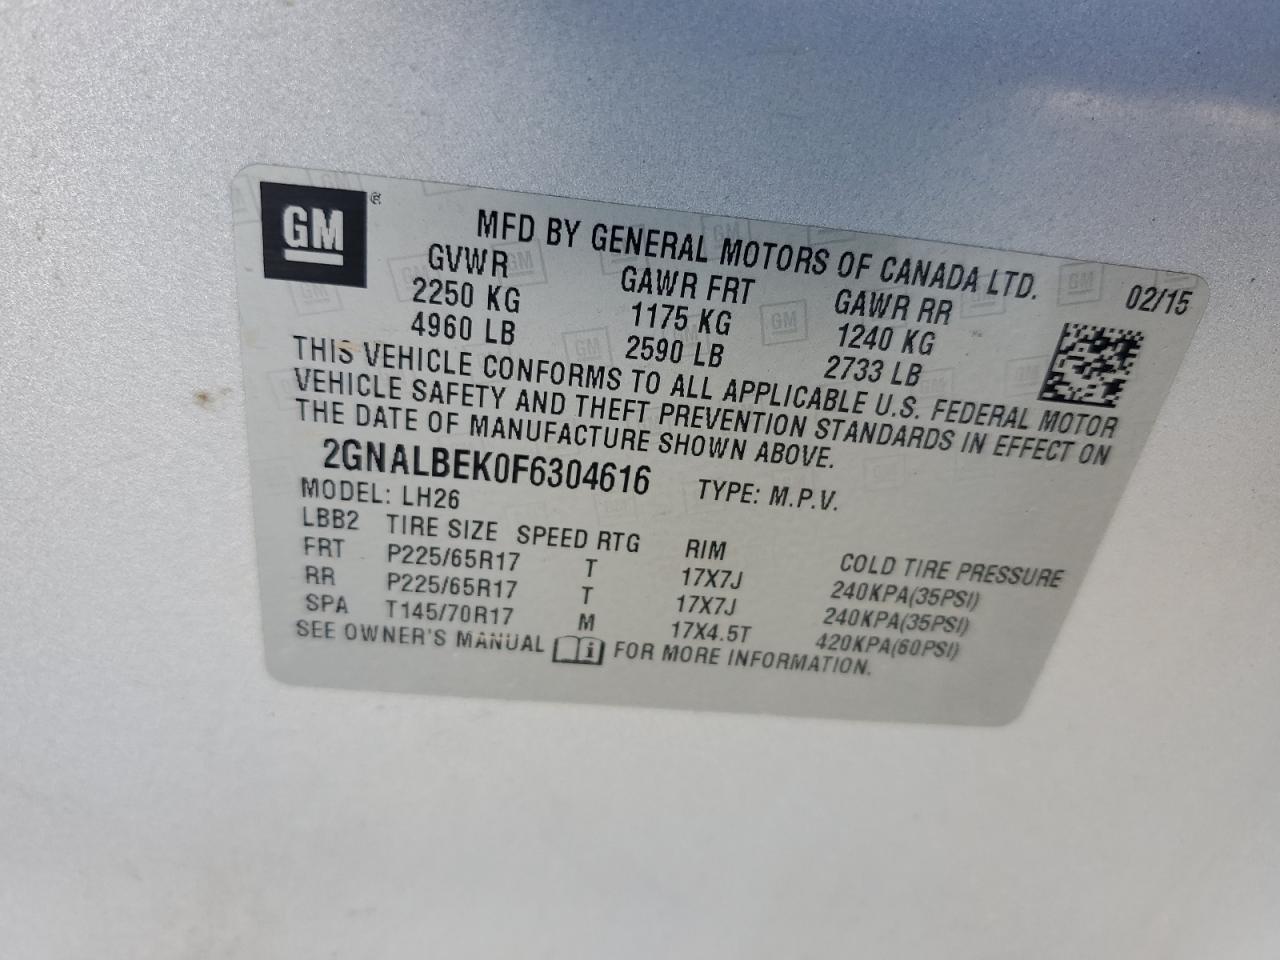 GM ®
MFD BY GENERAL MOTORS OF CANADA LTD.
02/15
GVWR GAWR FRT GAWR RR
2250 KG 1175 KG 1240 KG
4960 LB 2590 LB 2733 LB
THIS VEHICLE CONFORMS TO ALL APPLICABLE U.S. FEDERAL MOTOR
VEHICLE SAFETY AND THEFT PREVENTION STANDARDS IN EFFECT ON
THE DATE OF MANUFACTURE SHOWN ABOVE.
2GNALBEK0F6304616 TYPE: M.P.V.
MODEL: LH26
LBB2 TIRE SIZE SPEED RTG RIM COLD TIRE PRESSURE
FRT P225/65R17 T 17X7J 240KPA(35PSI)
RR P225/65R17 T 17X7J 240KPA(35PSI)
SPA T145/70R17 M 17X4.5T 420KPA(60PSI)
SEE OWNER'S MANUAL i FOR MORE INFORMATION.